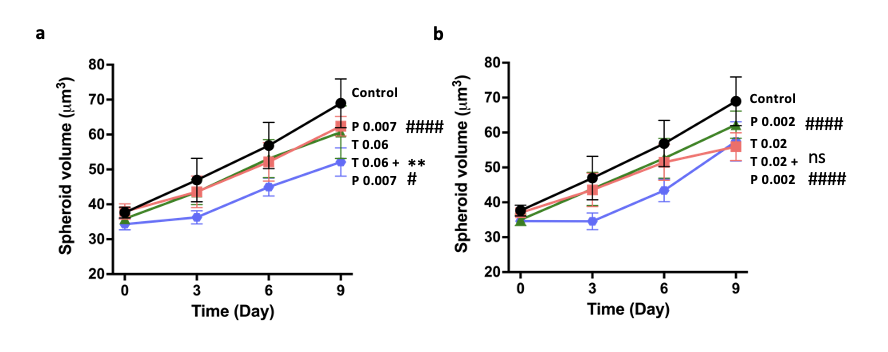 a
Spheroid volume (µm³)
80
70
60
50
40
30
20
0 3 6 9
Time (Day)
Control
P 0.007 ####
T 0.06
T 0.06 + **
P 0.007 #
b
Spheroid volume (µm³)
80
70
60
50
40
30
20
0 3 6 9
Time (Day)
Control
P 0.002 ####
T 0.02
T 0.02 + ns
P 0.002 ####